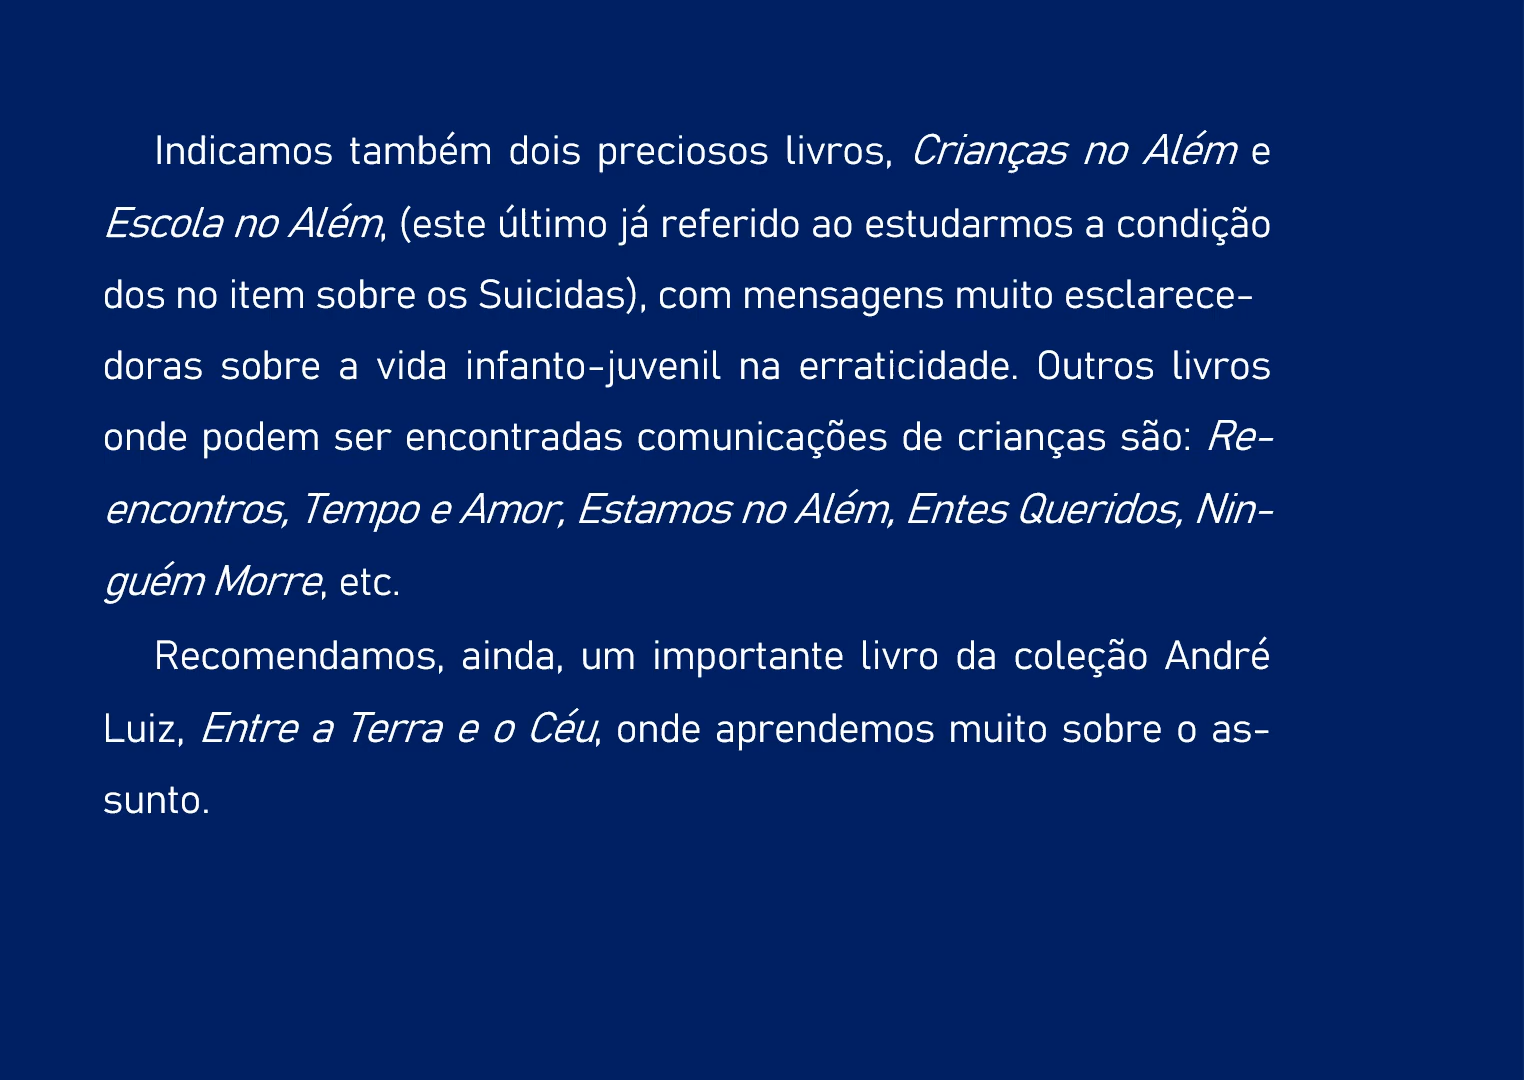 Indicamos também dois preciosos livros, Crianças no Além e
Escola no Além, (este último já referido ao estudarmos a condição
dos no item sobre os Suicidas), com mensagens muito esclarece-
doras sobre a vida infanto-juvenil na erraticidade. Outros livros
onde podem ser encontradas comunicações de crianças são: Re-
encontros, Tempo e Amor, Estamos no Além, Entes Queridos, Nin-
guém Morre, etc.
Recomendamos, ainda, um importante livro da coleção André
Luiz, Entre a Terra e o Céu, onde aprendemos muito sobre o as-
sunto.